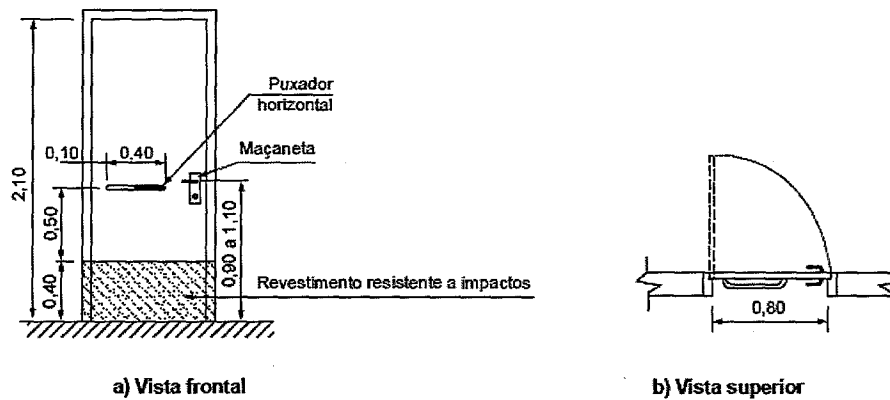 Puxador
horizontal
Maçaneta
0,10
0,40
2,10
0,50
0,40
0,90 a 1,10
Revestimento resistente a impactos
0,80
a) Vista frontal
b) Vista superior